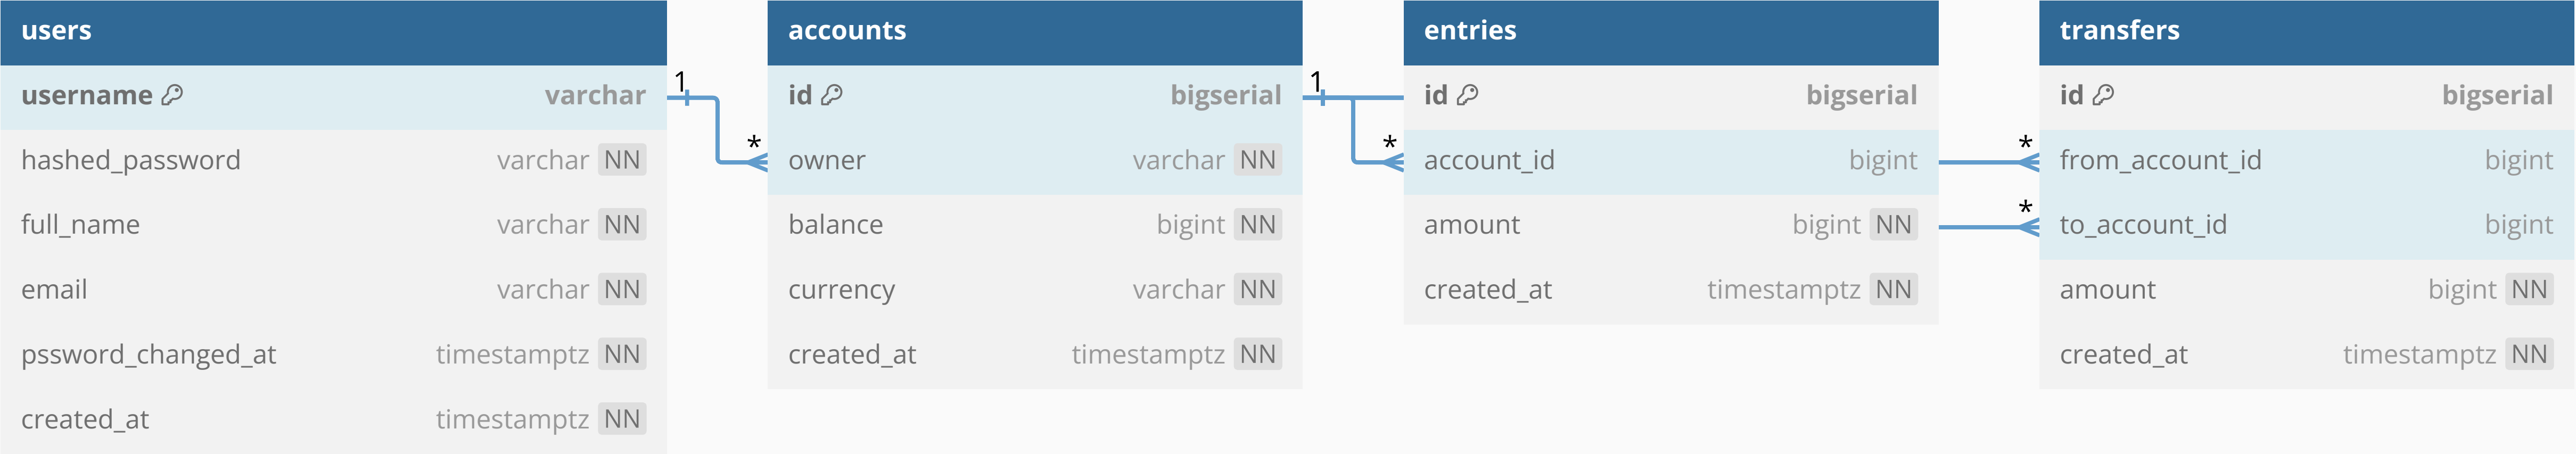 users
username varchar
hashed_password varchar NN
full_name varchar NN
email varchar NN
pssword_changed_at timestamptz NN
created_at timestamptz NN
1
*
accounts
id bigserial
owner varchar NN
balance bigint NN
currency varchar NN
created_at timestamptz NN
1
*
entries
id bigserial
account_id bigint
amount bigint NN
created_at timestamptz NN
*
*
transfers
id bigserial
from_account_id bigint
to_account_id bigint
amount bigint NN
created_at timestamptz NN